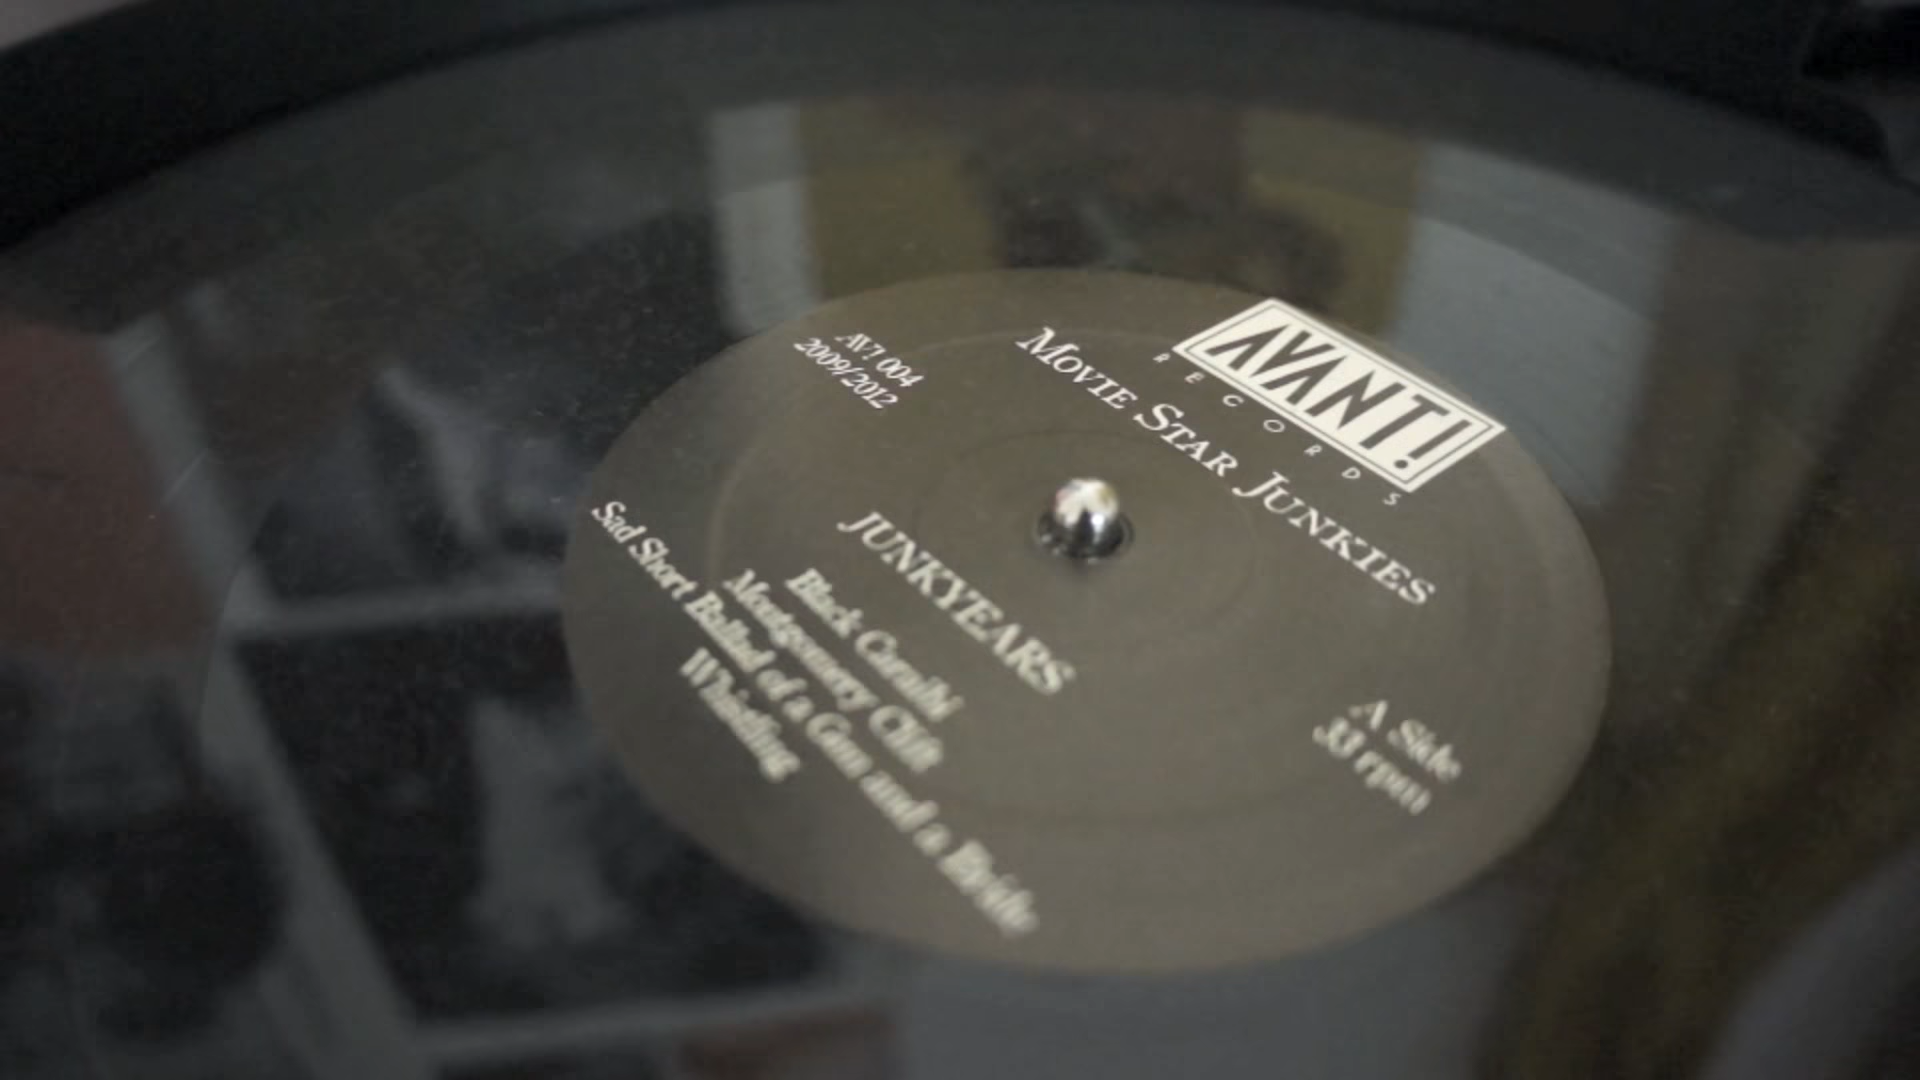 AVANT!
RECORDS
MOVIE STAR JUNKIES
AV! 004
2009/2012
JUNKYEARS
Black
Montgomery Clift
Sad Short Ballad of a Gun and a Bride
Whistling
A Side
33 rpm